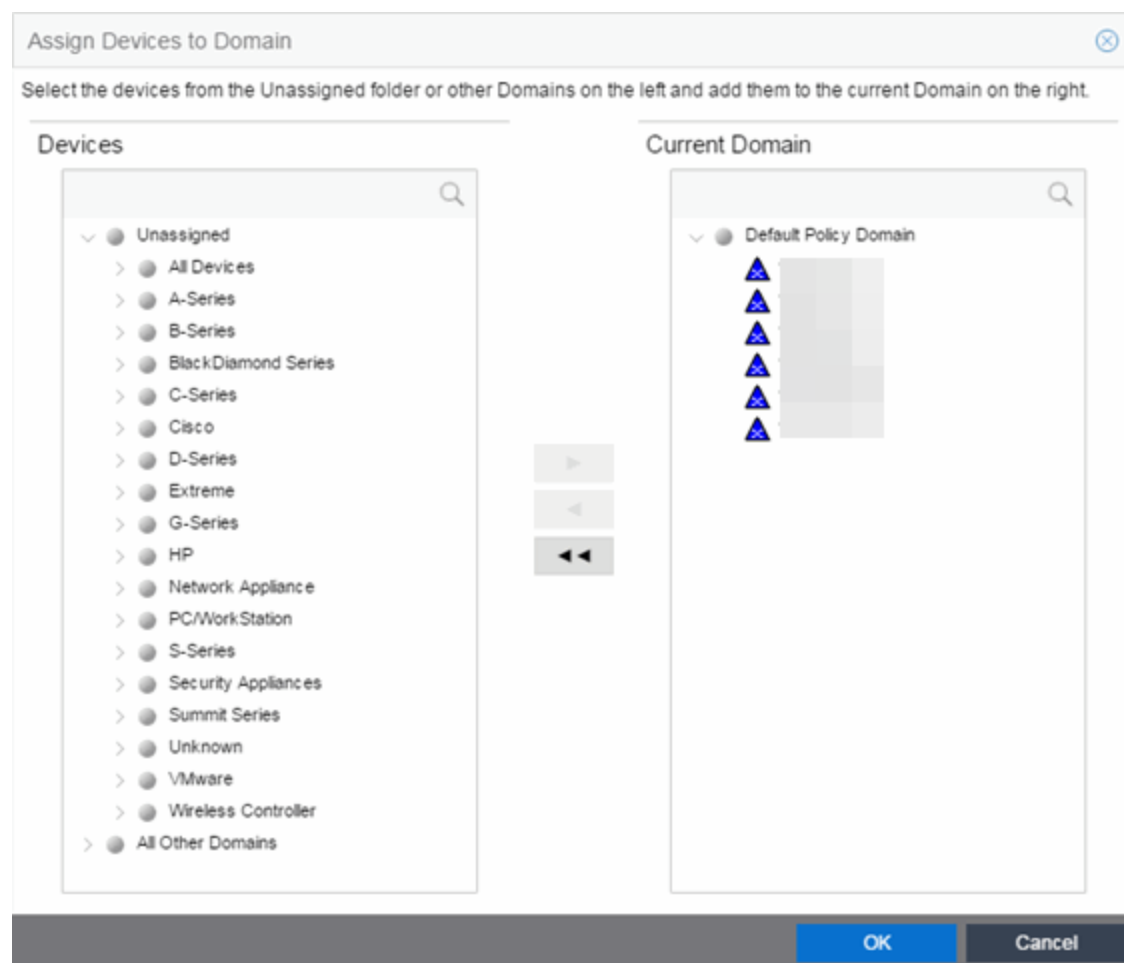 Assign Devices to Domain
Select the devices from the Unassigned folder or other Domains on the left and add them to the current Domain on the right.
Devices
Unassigned
All Devices
A-Series
B-Series
BlackDiamond Series
C-Series
Cisco
D-Series
Extreme
G-Series
HP
Network Appliance
PC/WorkStation
S-Series
Security Appliances
Summit Series
Unknown
VMware
Wireless Controller
All Other Domains
Current Domain
Default Policy Domain
OK
Cancel